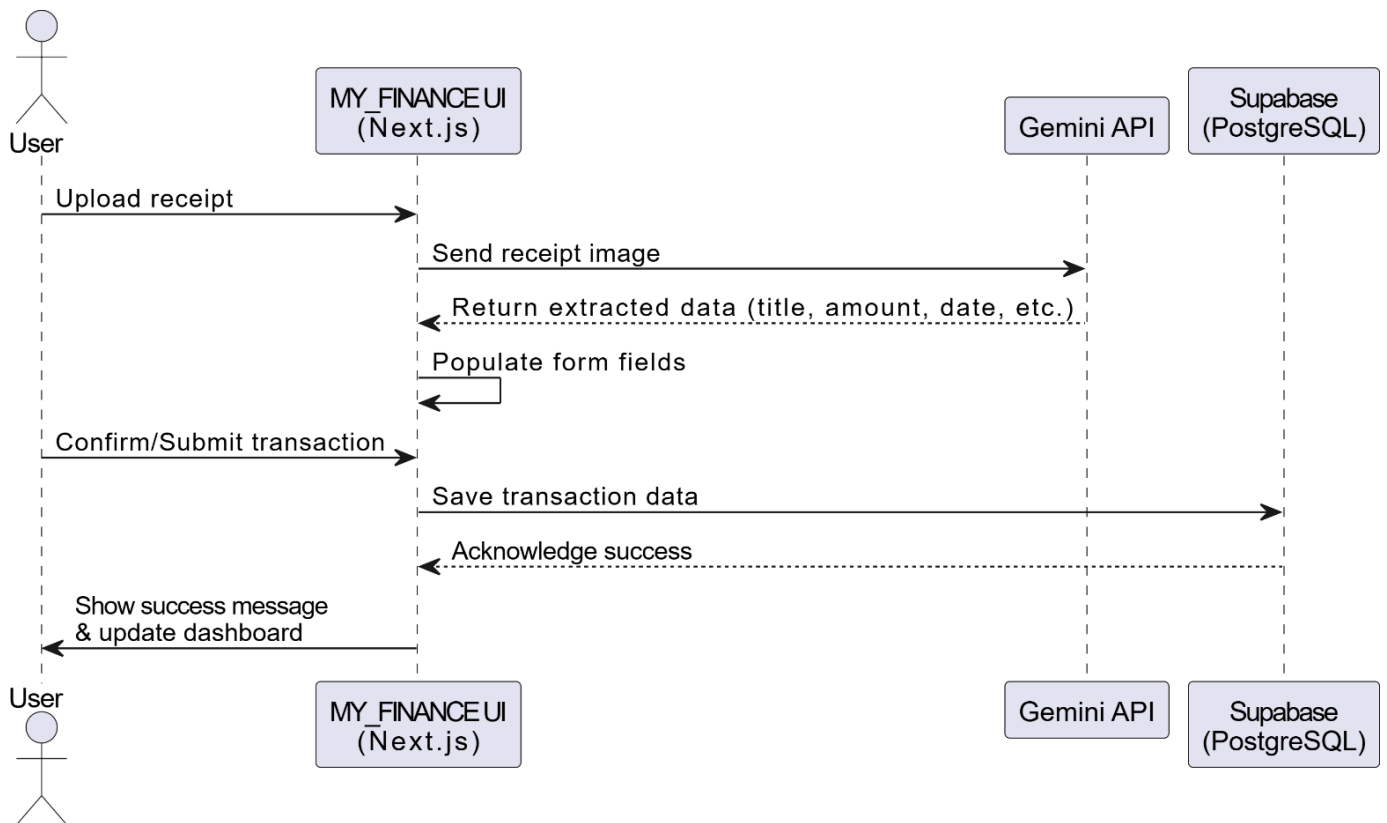 User
MY_FINANCE UI
(Next.js)
Gemini API
Supabase
(PostgreSQL)
Upload receipt
Send receipt image
Return extracted data (title, amount, date, etc.)
Populate form fields
Confirm/Submit transaction
Save transaction data
Acknowledge success
Show success message
& update dashboard
User
MY_FINANCE UI
(Next.js)
Gemini API
Supabase
(PostgreSQL)